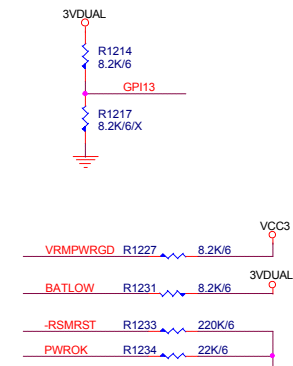 3VDUAL
R1214
8.2K/6
GPI13
R1217
8.2K/6/X
VCC3
VRMPWRGD R1227 8.2K/6
3VDUAL
BATLOW R1231 8.2K/6
-RSMRST R1233 220K/6
PWROK R1234 22K/6